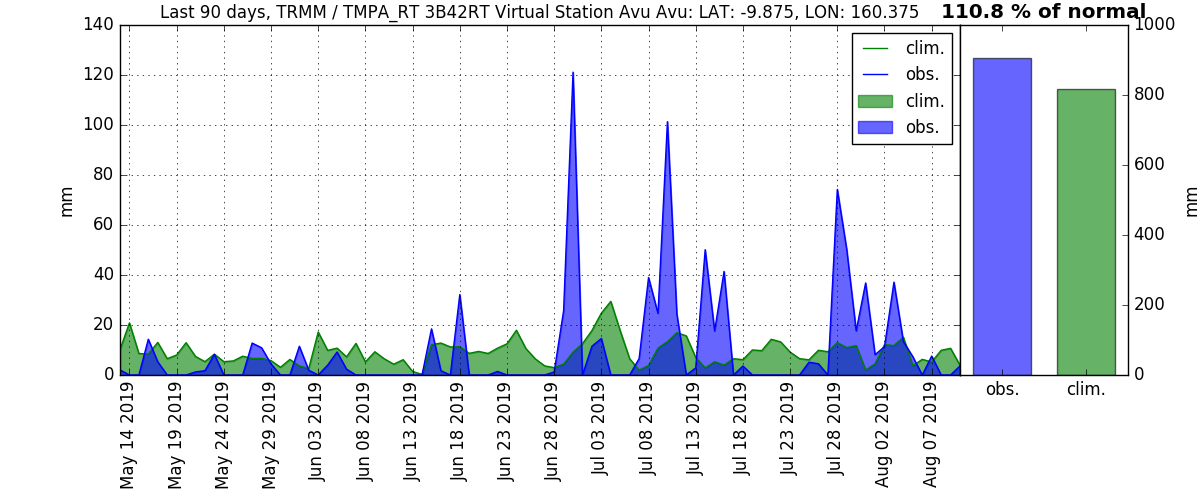 Last 90 days, TRMM / TMPA_RT 3B42RT Virtual Station Avu Avu: LAT: -9.875, LON: 160.375
110.8 % of normal
mm
140
120
100
80
60
40
20
0
clim.
obs.
clim.
obs.
May 14 2019
May 19 2019
May 24 2019
May 29 2019
Jun 03 2019
Jun 08 2019
Jun 13 2019
Jun 18 2019
Jun 23 2019
Jun 28 2019
Jul 03 2019
Jul 08 2019
Jul 13 2019
Jul 18 2019
Jul 23 2019
Jul 28 2019
Aug 02 2019
Aug 07 2019
1000
800
600
400
200
0
mm
obs.
clim.